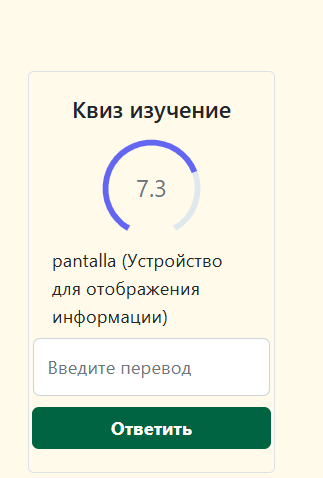 Квиз изучение
7.3
pantalla (Устройство
для отображения
информации)
Введите перевод
Ответить